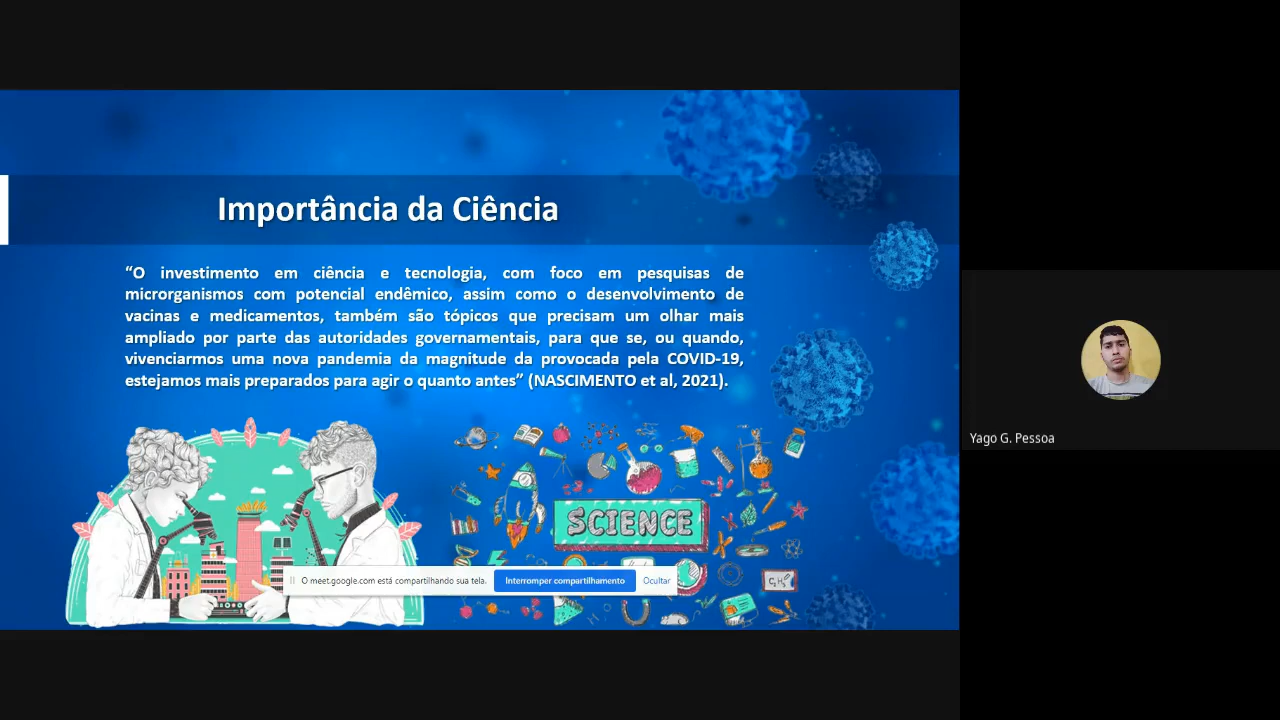 Importância da Ciência
“O investimento em ciência e tecnologia, com foco em pesquisas de
microrganismos com potencial endêmico, assim como o desenvolvimento de
vacinas e medicamentos, também são tópicos que precisam um olhar mais
ampliado por parte das autoridades governamentais, para que se, ou quando,
vivenciarmos uma nova pandemia da magnitude da provocada pela COVID-19,
estejamos mais preparados para agir o quanto antes” (NASCIMENTO et al, 2021).
SCIENCE
O meet.google.com está compartilhando sua tela.
Interromper compartilhamento
Ocultar
Yago G. Pessoa